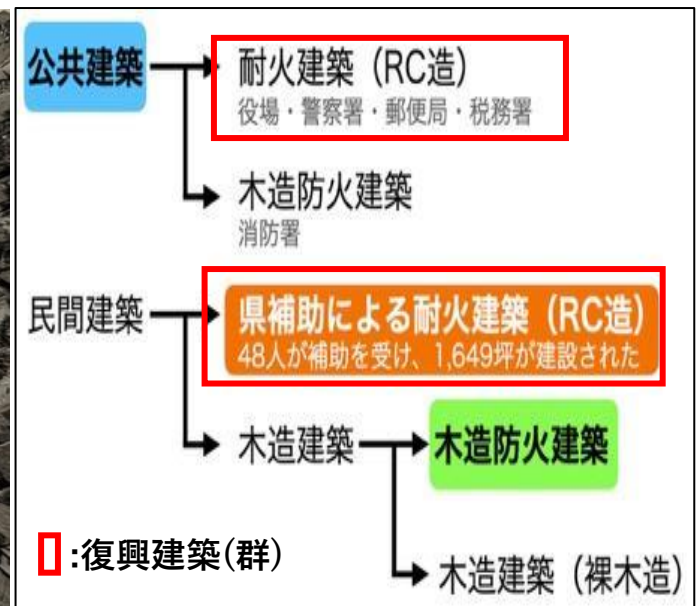 公共建築
耐火建築（RC造）
役場・警察署・郵便局・税務署
木造防火建築
消防署
民間建築
県補助による耐火建築（RC造）
48人が補助を受け、1,649坪が建設された
木造建築
木造防火建築
木造建築（裸木造）
:復興建築(群)